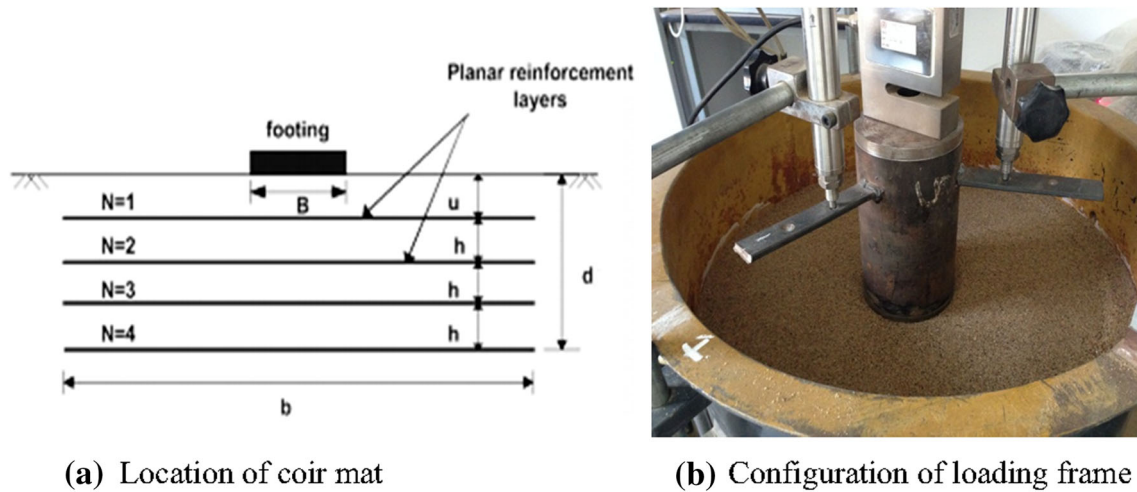 Planar reinforcement
layers
footing
B
N=1
u
N=2
h
N=3
h
N=4
h
d
b
(a) Location of coir mat
(b) Configuration of loading frame